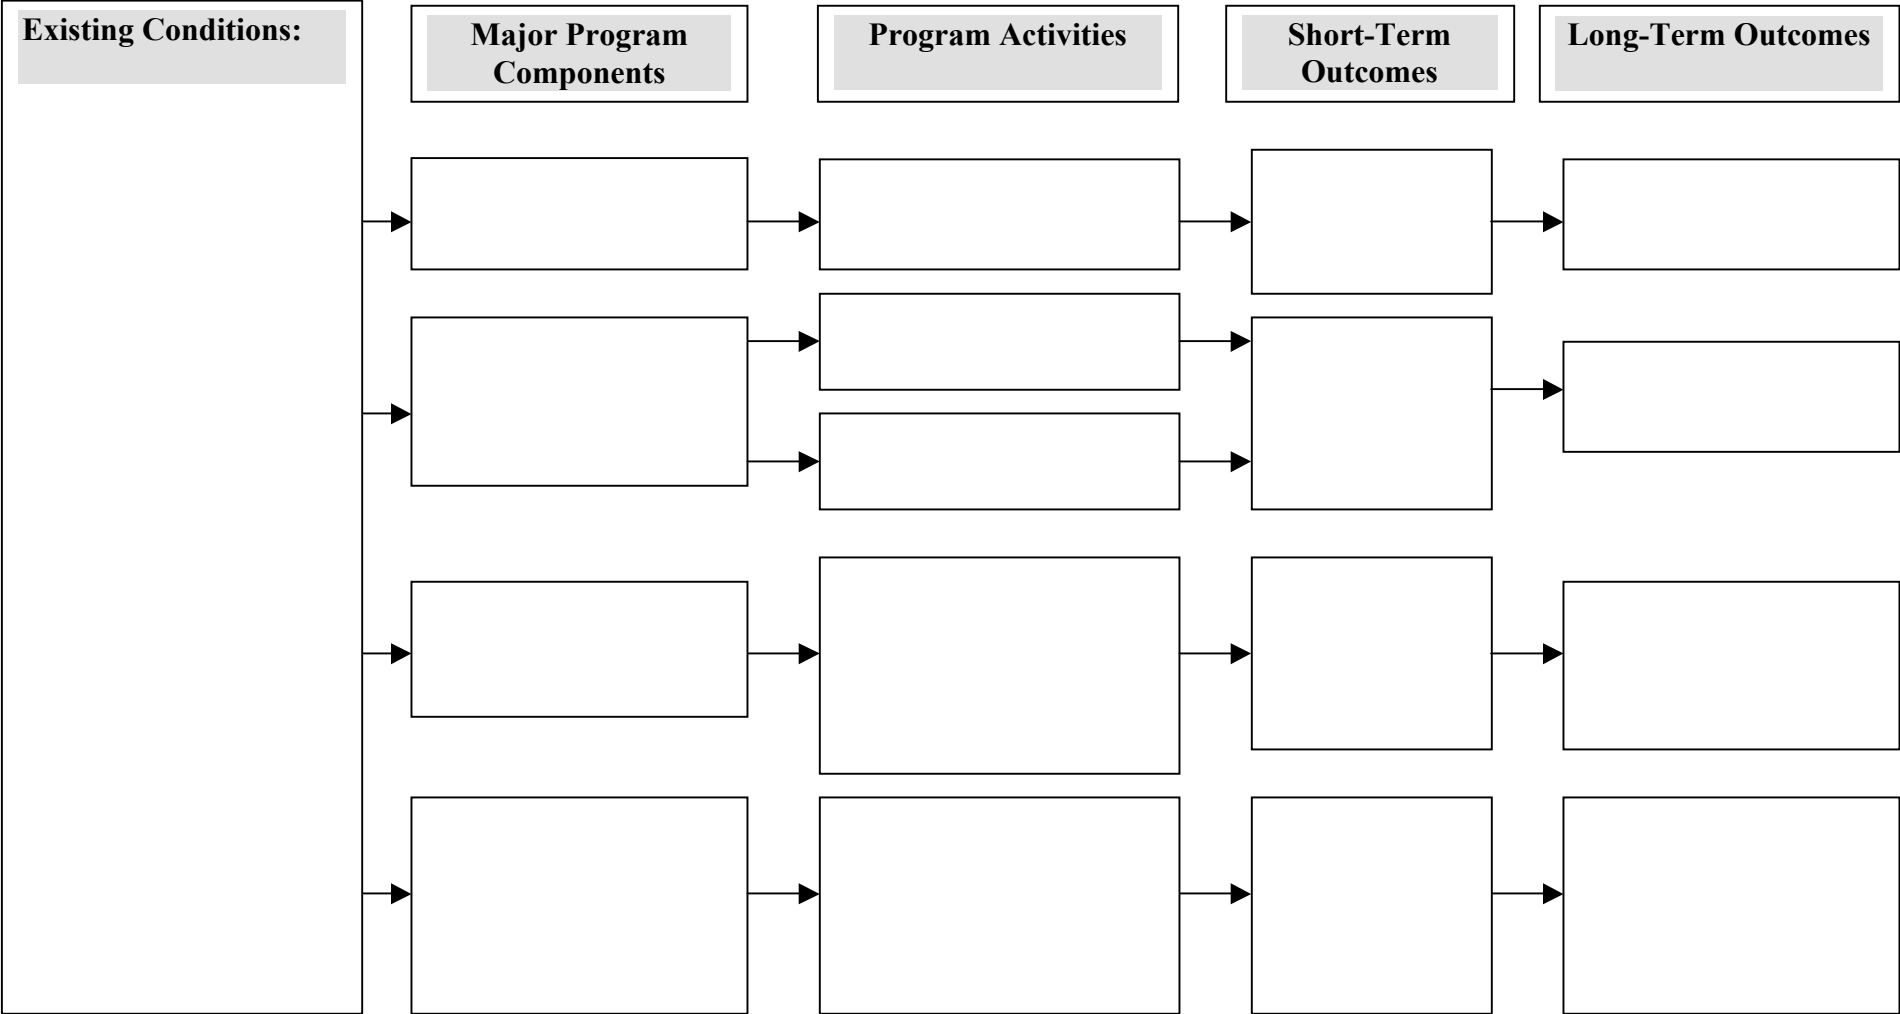 Existing Conditions:
Major Program
Components
Program Activities
Short-Term
Outcomes
Long-Term Outcomes